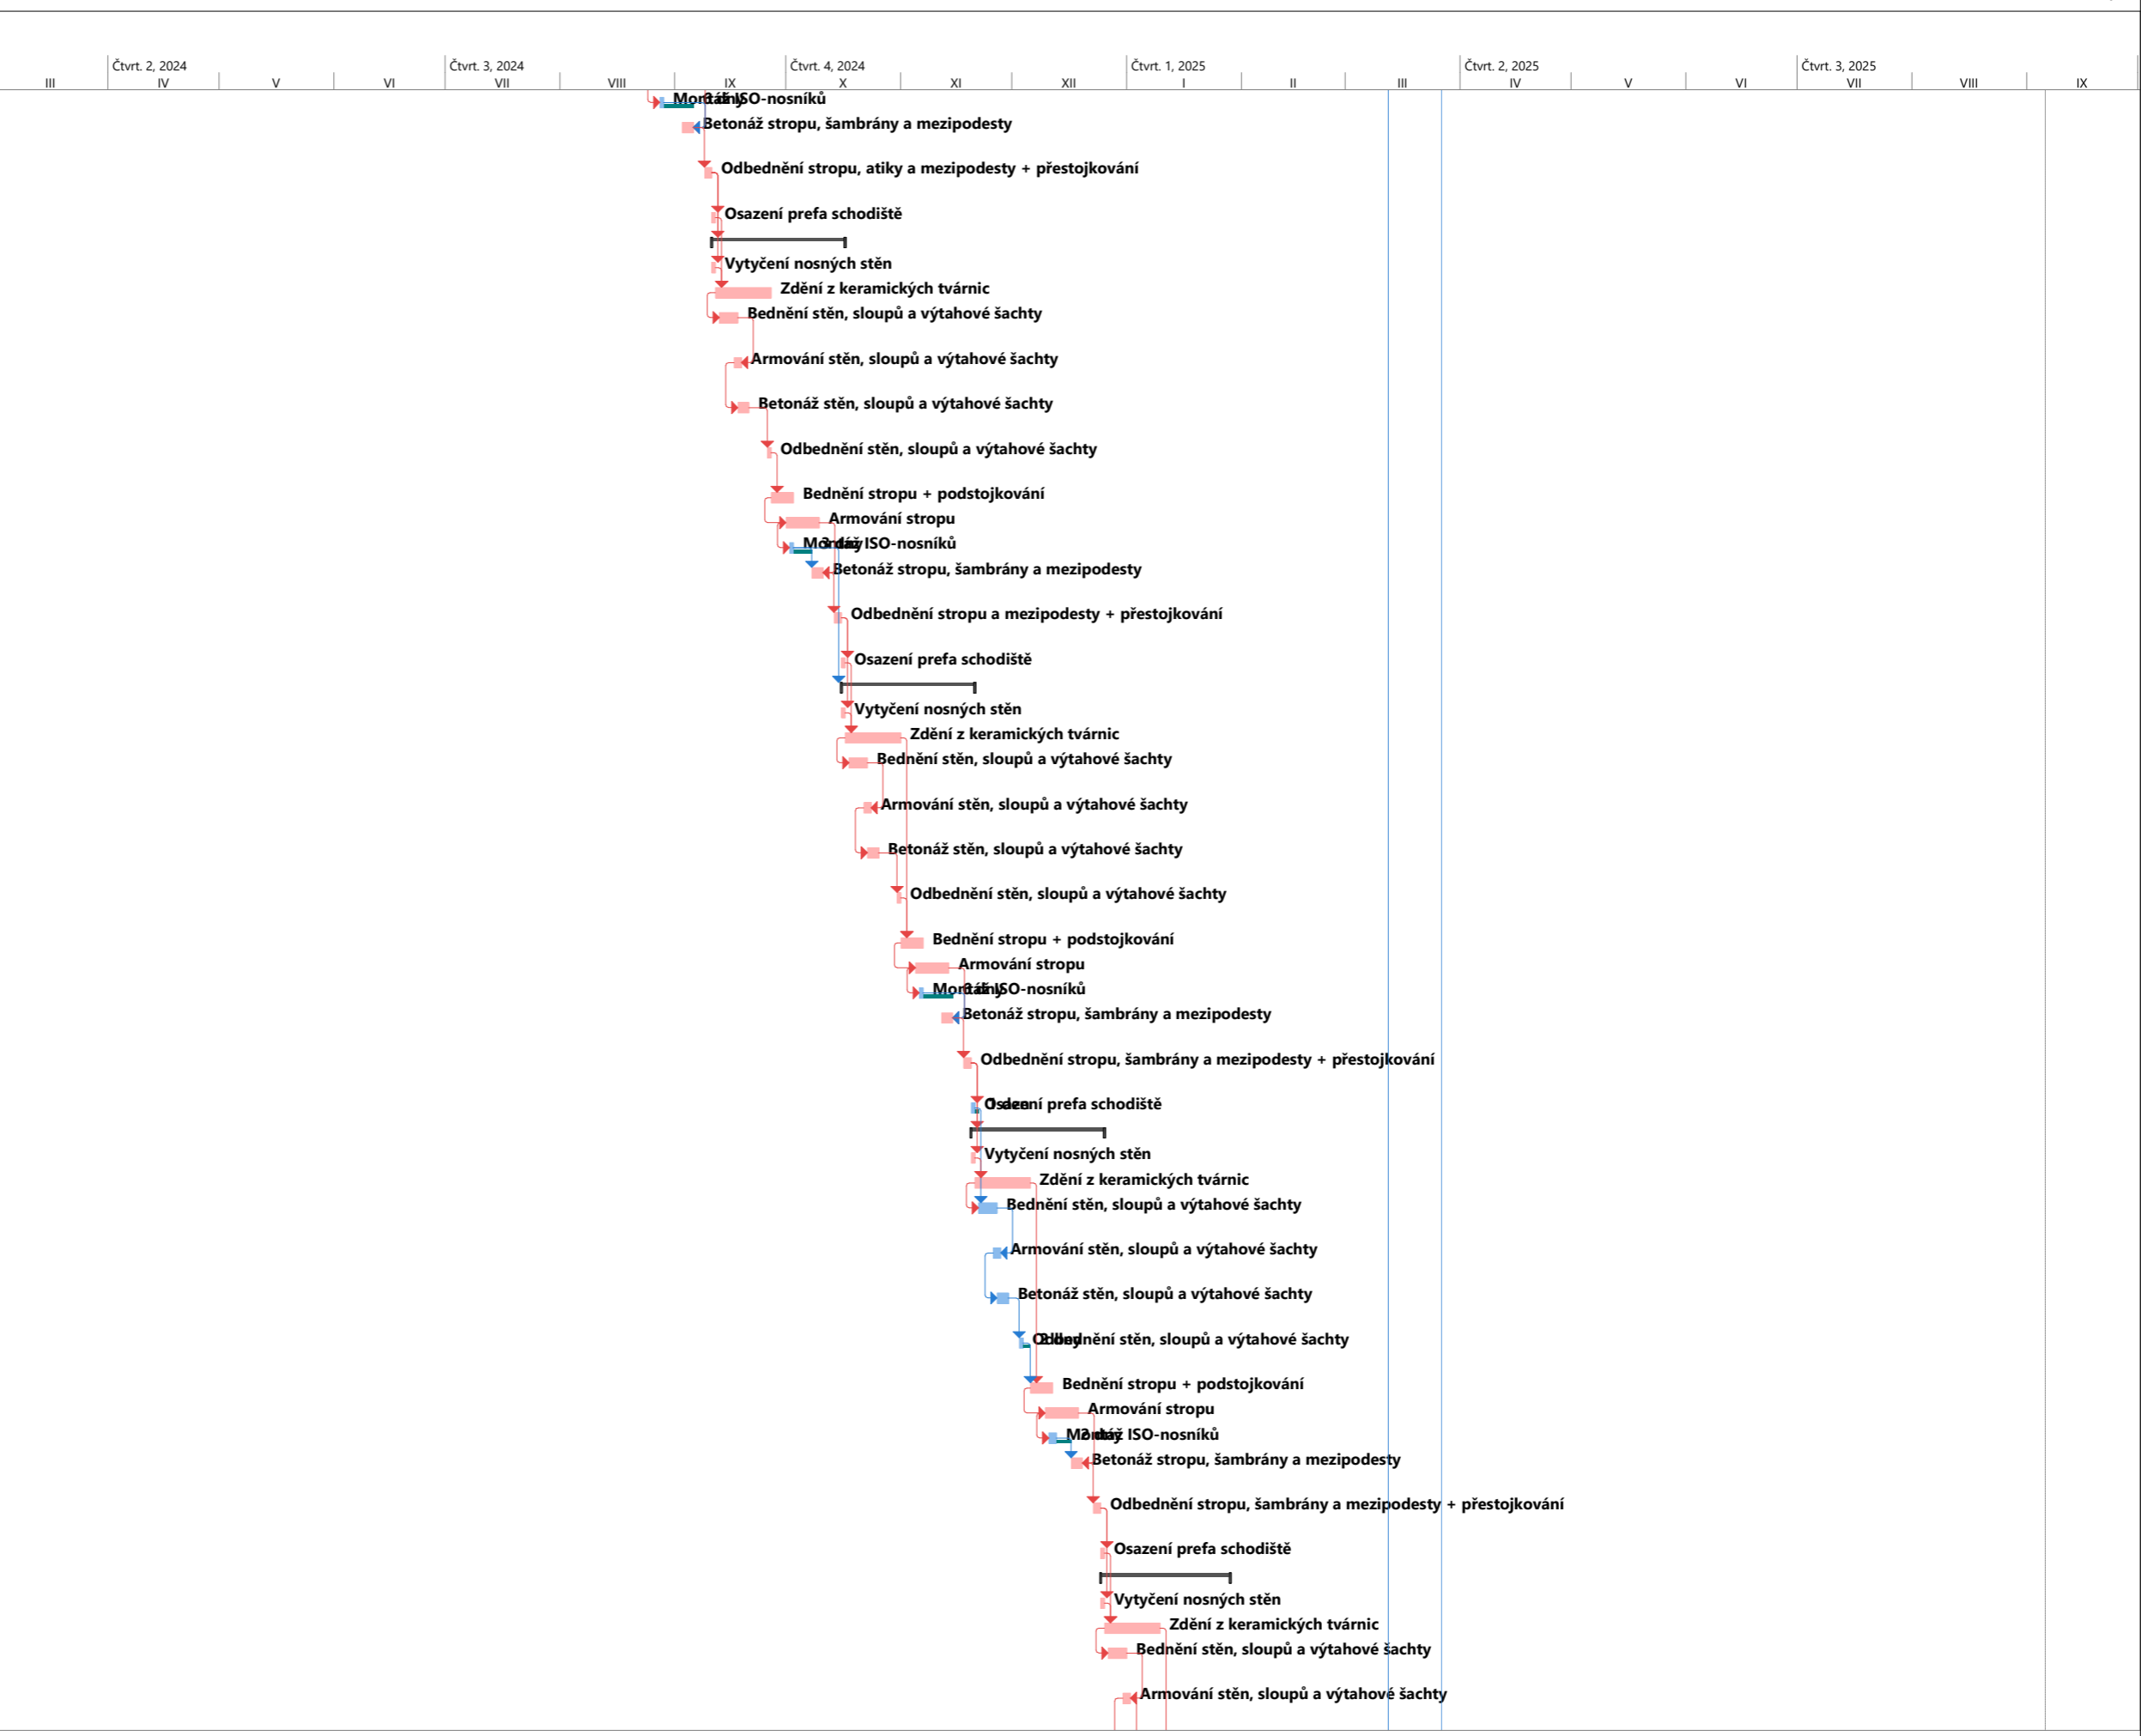 Čtvrt. 2, 2024 Čtvrt. 3, 2024 Čtvrt. 4, 2024 Čtvrt. 1, 2025 Čtvrt. 2, 2025 Čtvrt. 3, 2025
III IV V VI VII VIII IX X XI XII I II III IV V VI VII VIII IX
Montáž ISO-nosníků
Betonáž stropu, šambrány a mezipodesty
Odbednění stropu, atiky a mezipodesty + přestojkování
Osazení prefa schodiště
Vytyčení nosných stěn
Zdění z keramických tvárnic
Bednění stěn, sloupů a výtahové šachty
Armování stěn, sloupů a výtahové šachty
Betonáž stěn, sloupů a výtahové šachty
Odbednění stěn, sloupů a výtahové šachty
Bednění stropu + podstojkování
Armování stropu
Montáž ISO-nosníků
Betonáž stropu, šambrány a mezipodesty
Odbednění stropu a mezipodesty + přestojkování
Osazení prefa schodiště
Vytyčení nosných stěn
Zdění z keramických tvárnic
Bednění stěn, sloupů a výtahové šachty
Armování stěn, sloupů a výtahové šachty
Betonáž stěn, sloupů a výtahové šachty
Odbednění stěn, sloupů a výtahové šachty
Bednění stropu + podstojkování
Armování stropu
Montáž ISO-nosníků
Betonáž stropu, šambrány a mezipodesty
Odbednění stropu, šambrány a mezipodesty + přestojkování
Osazení prefa schodiště
Vytyčení nosných stěn
Zdění z keramických tvárnic
Bednění stěn, sloupů a výtahové šachty
Armování stěn, sloupů a výtahové šachty
Betonáž stěn, sloupů a výtahové šachty
Odbednění stěn, sloupů a výtahové šachty
Bednění stropu + podstojkování
Armování stropu
Montáž ISO-nosníků
Betonáž stropu, šambrány a mezipodesty
Odbednění stropu, šambrány a mezipodesty + přestojkování
Osazení prefa schodiště
Vytyčení nosných stěn
Zdění z keramických tvárnic
Bednění stěn, sloupů a výtahové šachty
Armování stěn, sloupů a výtahové šachty